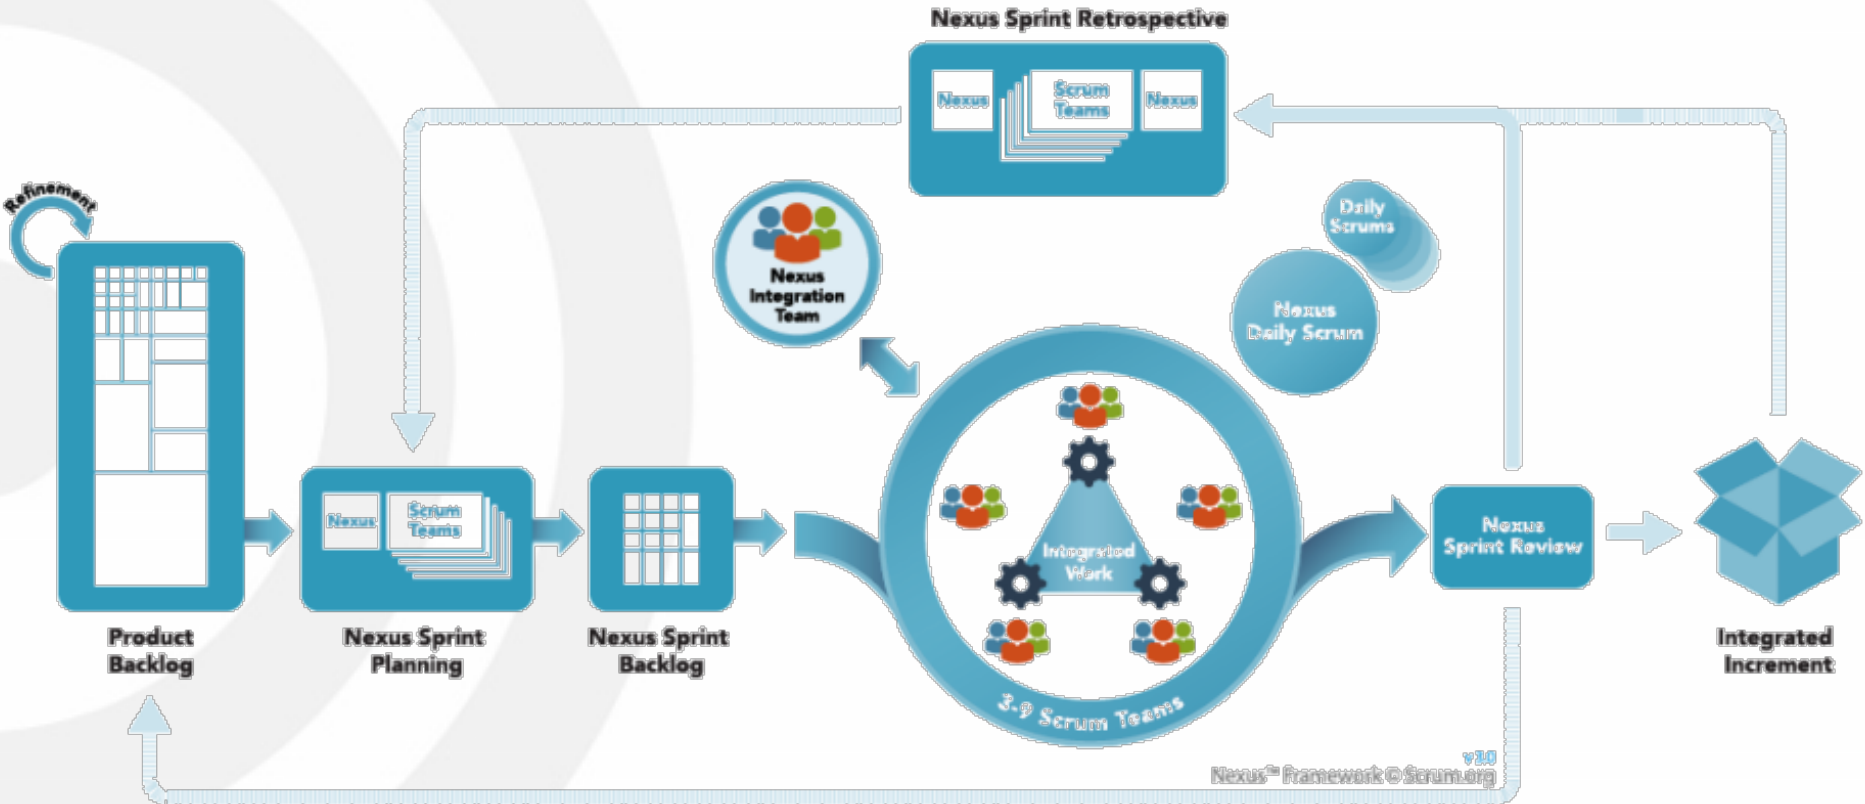 Nexus Sprint Retrospective
Nexus
Scrum
Teams
Nexus
Refinement
Daily
Scrums
Nexus
Integration
Team
Nexus
Daily Scrum
Nexus
Scrum
Teams
Integrated
Work
Nexus
Sprint Review
Product
Backlog
Nexus Sprint
Planning
Nexus Sprint
Backlog
3-9 Scrum Teams
Integrated
Increment
v3.0
Nexus™ Framework © Scrum.org